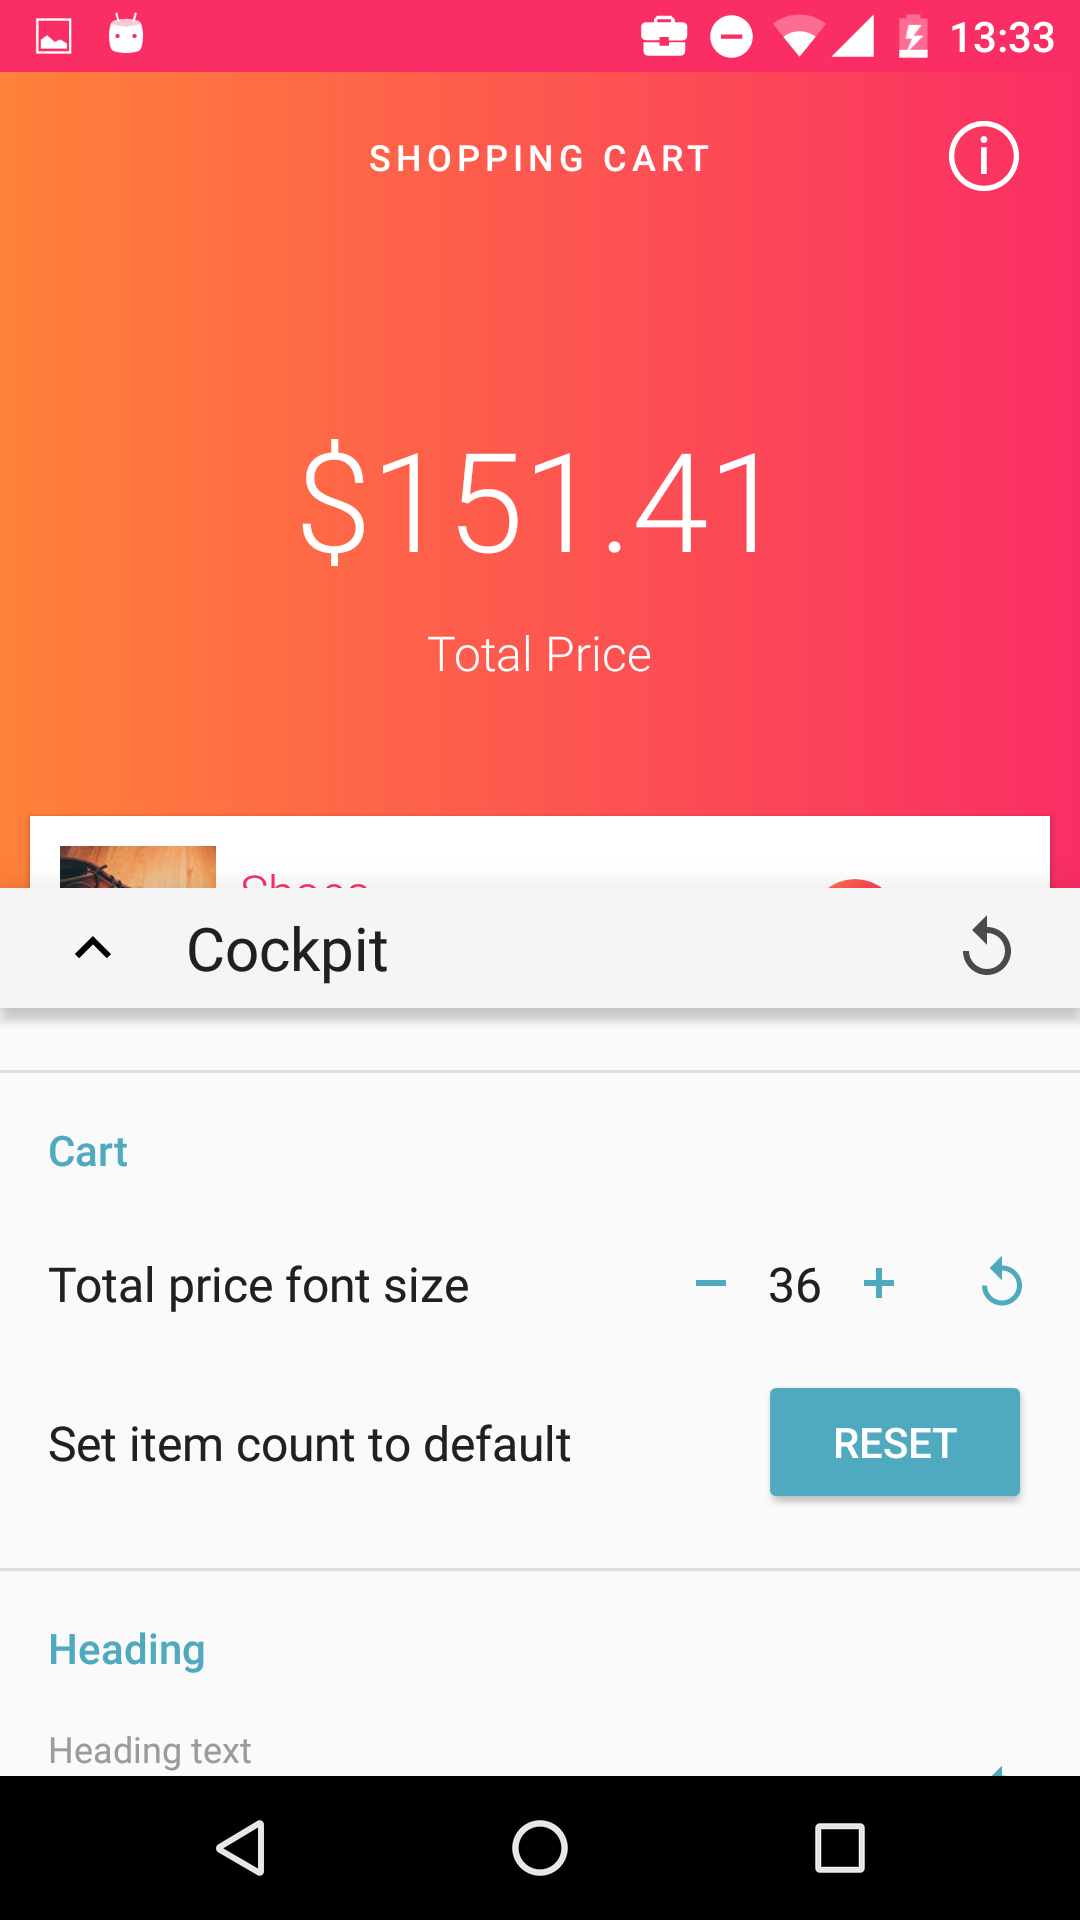 13:33
SHOPPING CART
$151.41
Total Price
Shoes
Cockpit
Cart
Total price font size
36
Set item count to default
RESET
Heading
Heading text